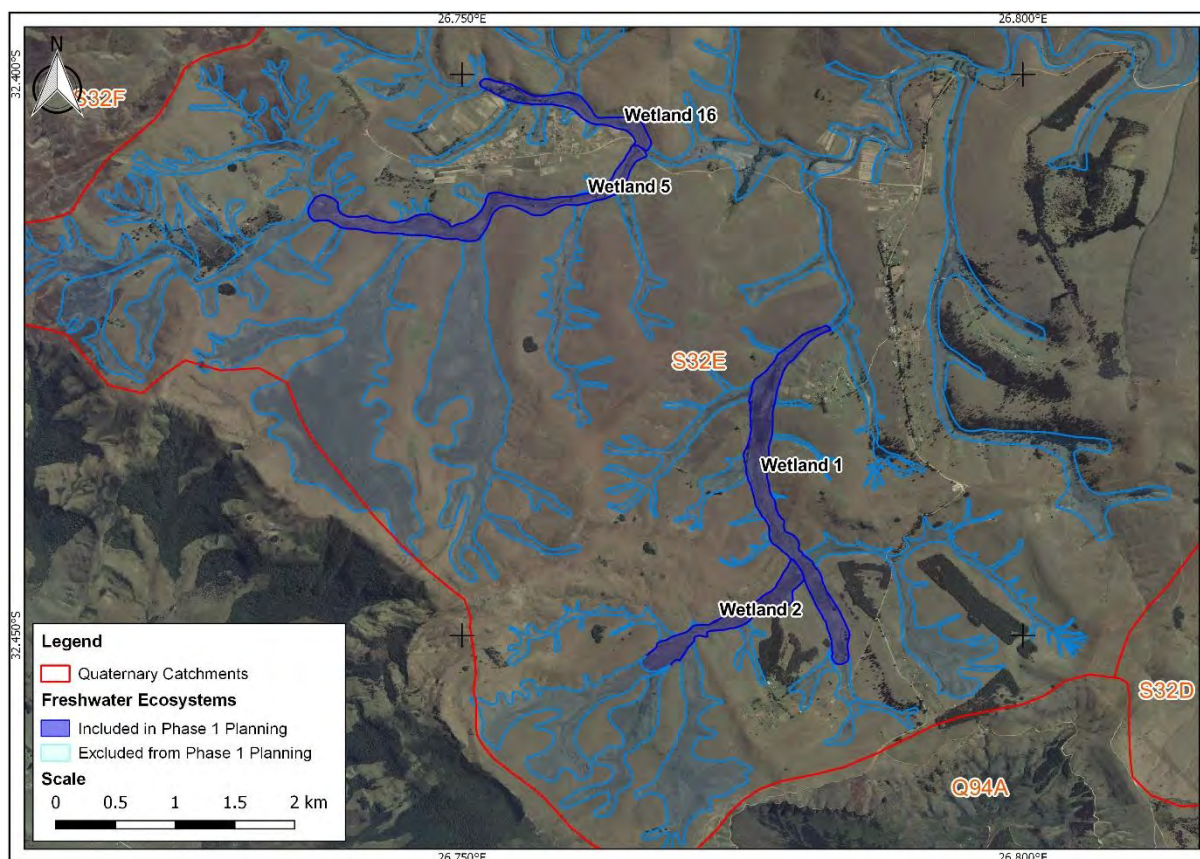 26.750°E
26.800°E
32.400°S
N
S32F
Wetland 16
Wetland 5
S32E
Wetland 1
Wetland 2
32.450°S
S32D
Q94A
Legend
Quaternary Catchments
Freshwater Ecosystems
Included in Phase 1 Planning
Excluded from Phase 1 Planning
Scale
0 0.5 1 1.5 2 km
26.750°E
26.800°E